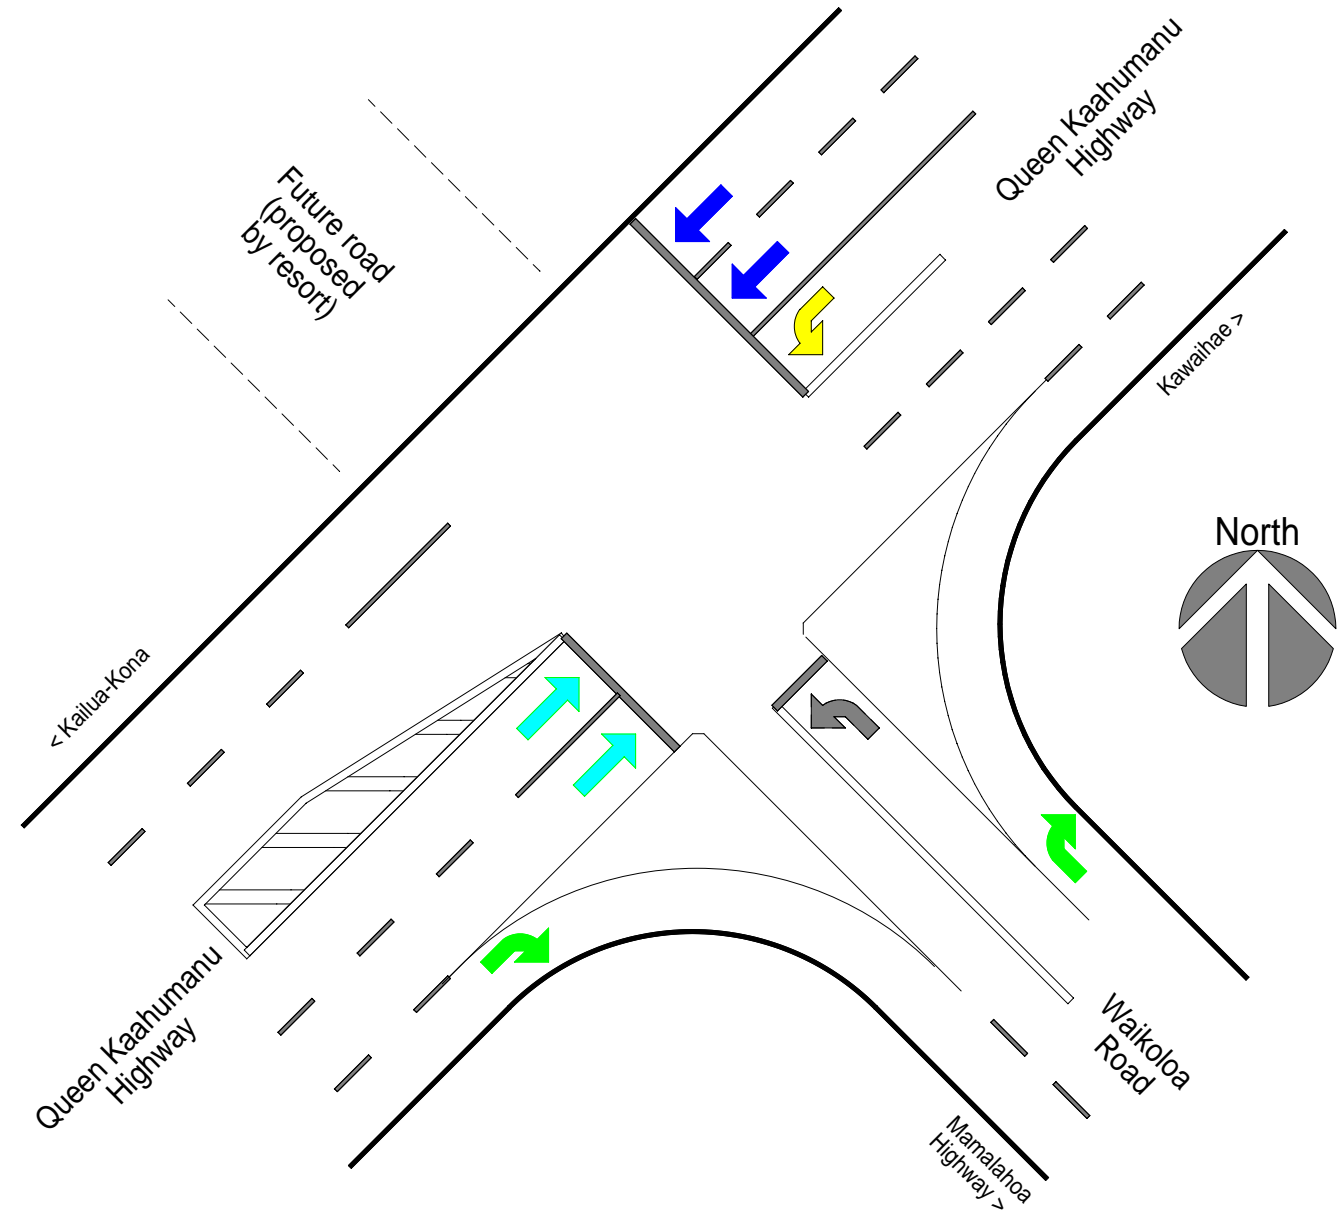 Queen Kaahumanu
Highway
Future road
(proposed
by resort)
Kawaihae >
North
< Kailua-Kona
Queen Kaahumanu
Highway
Waikoloa
Road
Mamalahoa
Highway >